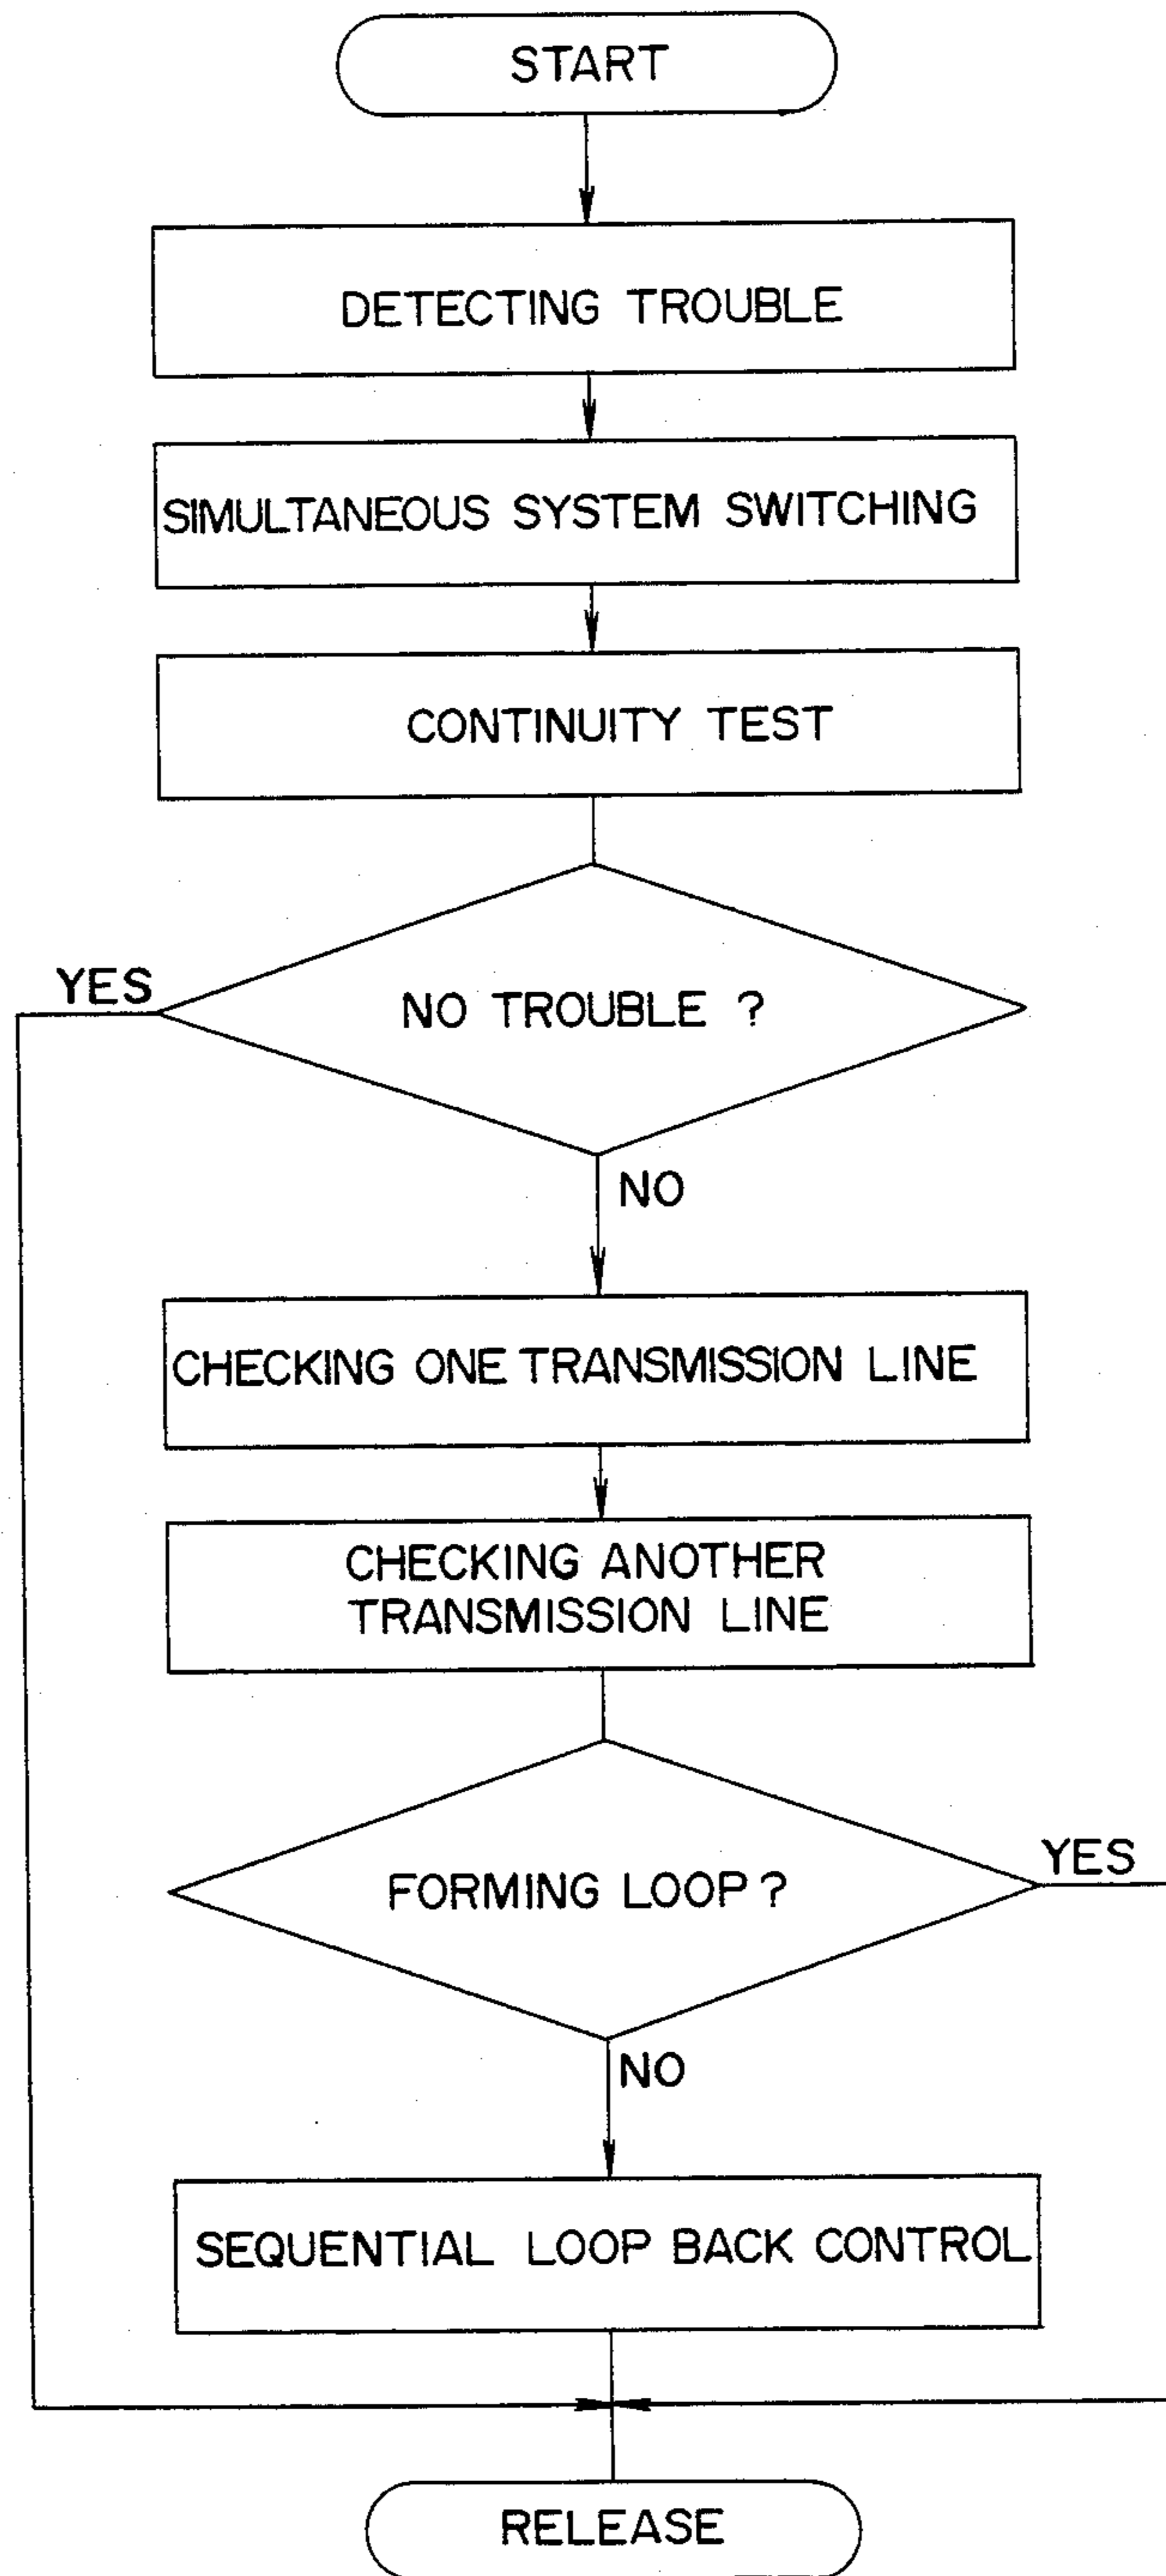 START
DETECTING TROUBLE
SIMULTANEOUS SYSTEM SWITCHING
CONTINUITY TEST
YES
NO TROUBLE ?
NO
CHECKING ONE TRANSMISSION LINE
CHECKING ANOTHER
TRANSMISSION LINE
YES
FORMING LOOP ?
NO
SEQUENTIAL LOOP BACK CONTROL
RELEASE